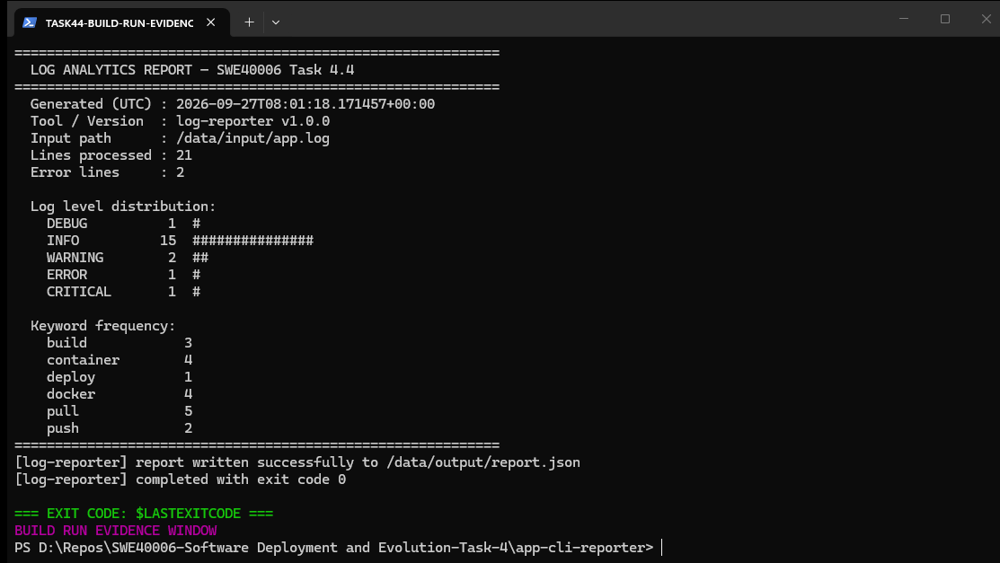 TASK44-BUILD-RUN-EVIDENC
============================================================
LOG ANALYTICS REPORT — SWE40006 Task 4.4
============================================================
Generated (UTC) : 2026-09-27T08:01:18.171457+00:00
Tool / Version : log-reporter v1.0.0
Input path : /data/input/app.log
Lines processed : 21
Error lines : 2
Log level distribution:
DEBUG 1 #
INFO 15 ###############
WARNING 2 ##
ERROR 1 #
CRITICAL 1 #
Keyword frequency:
build 3
container 4
deploy 1
docker 4
pull 5
push 2
============================================================
[log-reporter] report written successfully to /data/output/report.json
[log-reporter] completed with exit code 0
=== EXIT CODE: $LASTEXITCODE ===
BUILD RUN EVIDENCE WINDOW
PS D:\Repos\SWE40006-Software Deployment and Evolution-Task-4\app-cli-reporter>